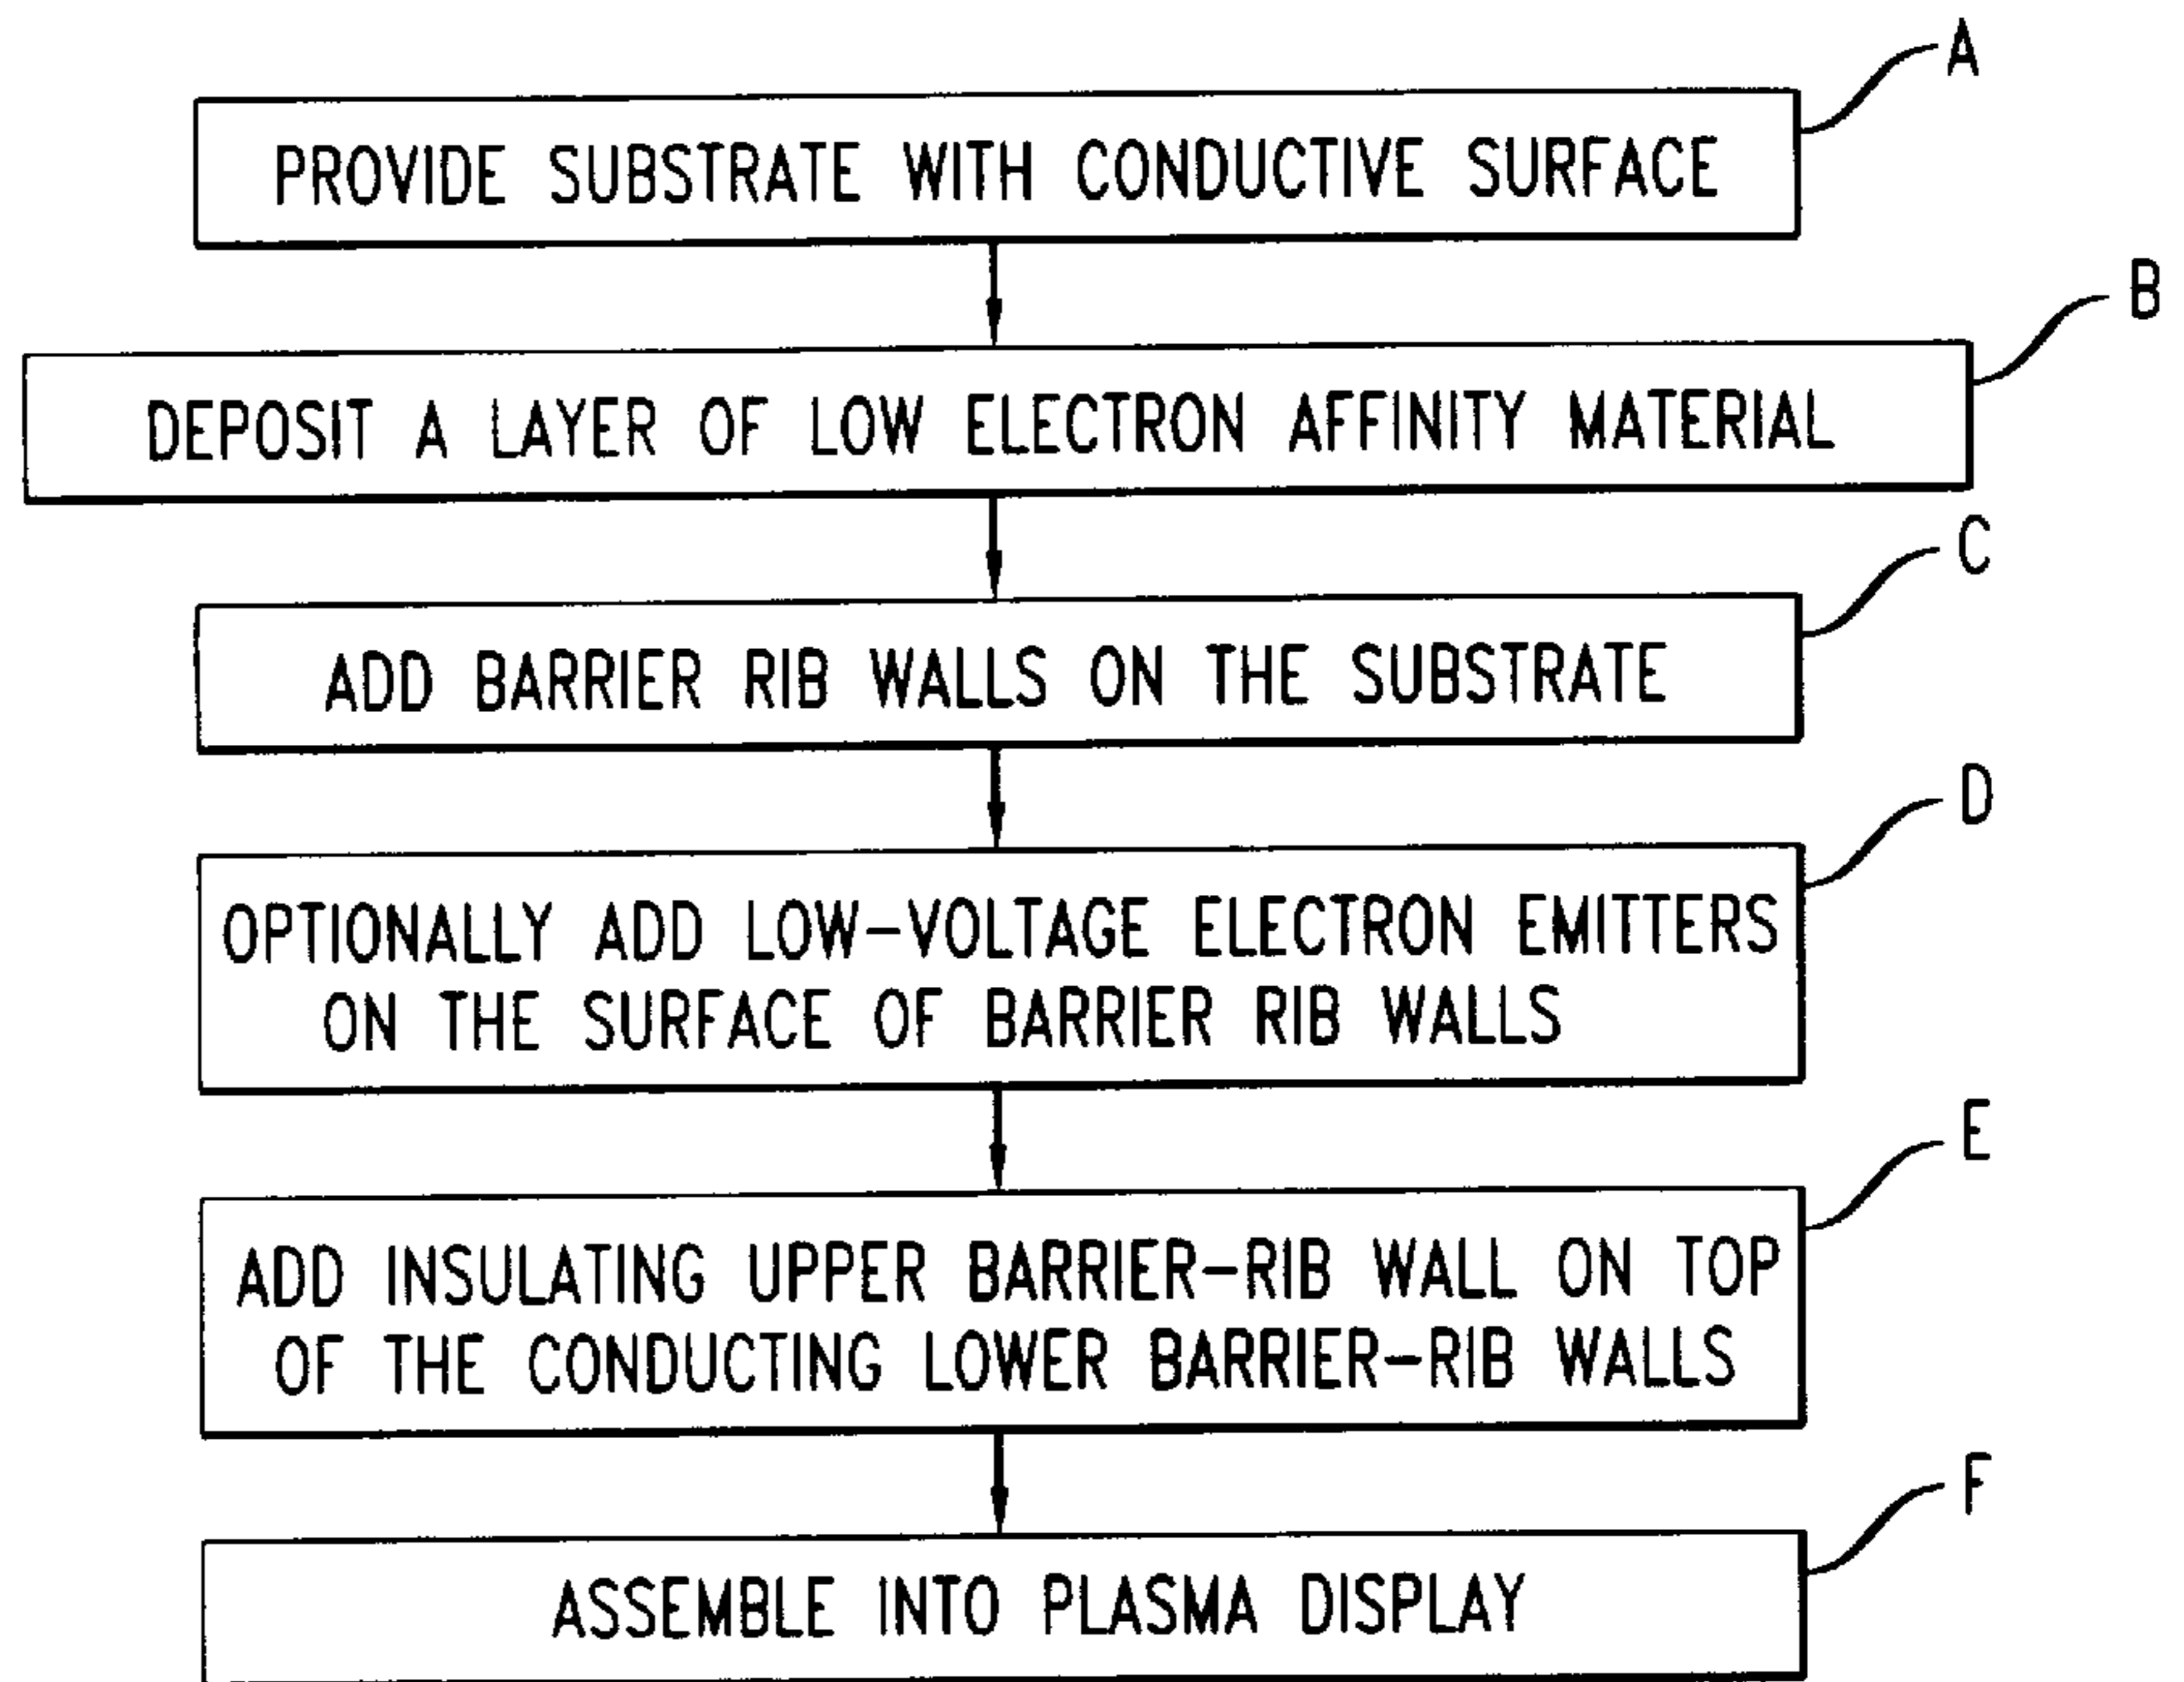 A
PROVIDE SUBSTRATE WITH CONDUCTIVE SURFACE
B
DEPOSIT A LAYER OF LOW ELECTRON AFFINITY MATERIAL
C
ADD BARRIER RIB WALLS ON THE SUBSTRATE
D
OPTIONALLY ADD LOW-VOLTAGE ELECTRON EMITTERS
ON THE SURFACE OF BARRIER RIB WALLS
E
ADD INSULATING UPPER BARRIER-RIB WALL ON TOP
OF THE CONDUCTING LOWER BARRIER-RIB WALLS
F
ASSEMBLE INTO PLASMA DISPLAY